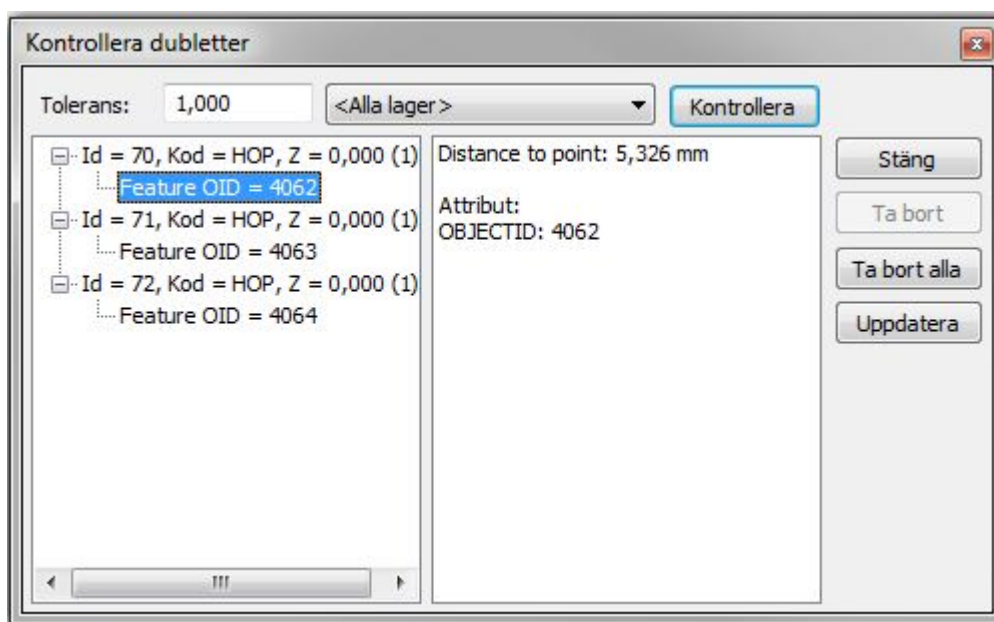 Kontrollera dubletter
Tolerans: 1,000 <Alla lager> Kontrollera
Id = 70, Kod = HOP, Z = 0,000 (1)
Feature OID = 4062
Id = 71, Kod = HOP, Z = 0,000 (1)
Feature OID = 4063
Id = 72, Kod = HOP, Z = 0,000 (1)
Feature OID = 4064
Distance to point: 5,326 mm
Attribut:
OBJECTID: 4062
Stäng
Ta bort
Ta bort alla
Uppdatera